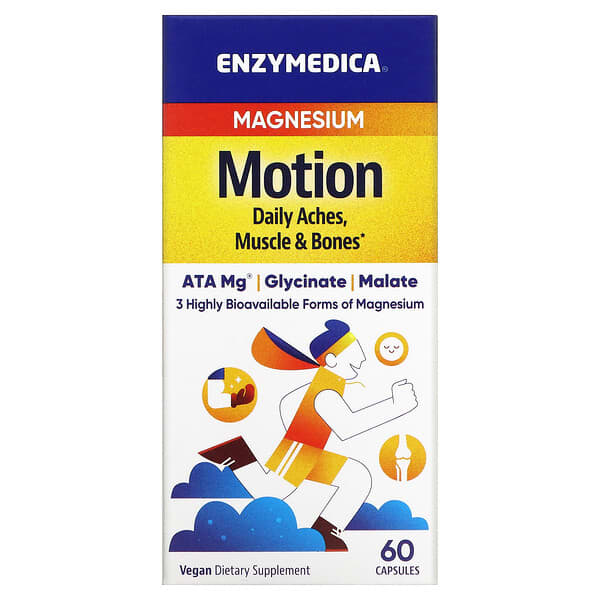 ENZYMEDICA®
MAGNESIUM
Motion
Daily Aches,
Muscle & Bones*
ATA Mg® | Glycinate | Malate
3 Highly Bioavailable Forms of Magnesium
Vegan Dietary Supplement
60
CAPSULES